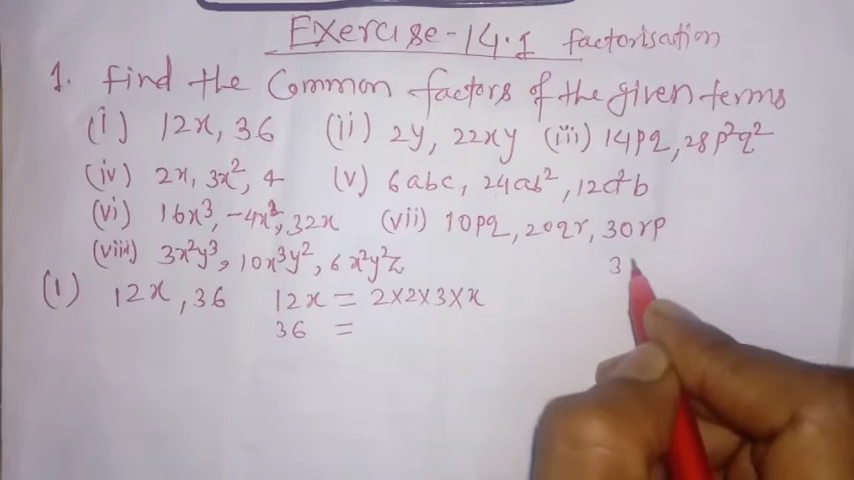 Exercise-14.1 factorisation
1. Find the Common factors of the given terms
(i) 12x, 36 (ii) 2y, 22xy (iii) 14pq, 28p²q²
(iv) 2x, 3x², 4 (v) 6abc, 24ab², 12a²b
(vi) 16x³, -4x², 32x (vii) 10pq, 20qr, 30rp
(viii) 3x²y³, 10x³y², 6x²y²z
3
(1) 12x, 36 12x = 2×2×3×x
36 =